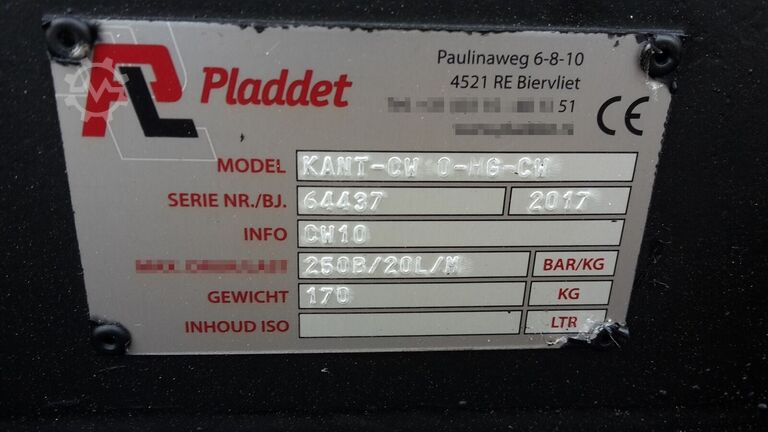 PL Pladdet
Paulinaweg 6-8-10
4521 RE Biervliet
51
CE
MODEL KANT-CW 0-HG-CW
SERIE NR./BJ. 64437 2017
INFO CW10
250B/20L/M BAR/KG
GEWICHT 170 KG
INHOUD ISO LTR